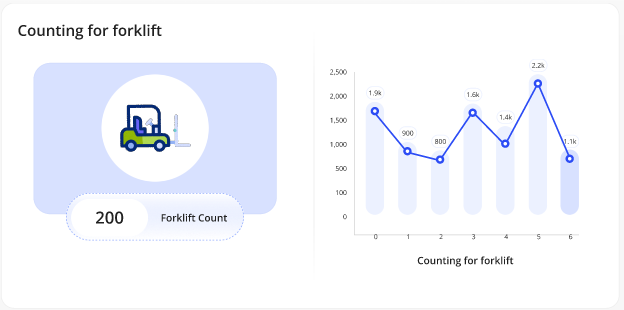 Counting for forklift
200 Forklift Count
2,500
2,000
1,500
1,000
500
100
0
1.9k
900
800
1.6k
1.4k
2.2k
1.1k
0 1 2 3 4 5 6
Counting for forklift